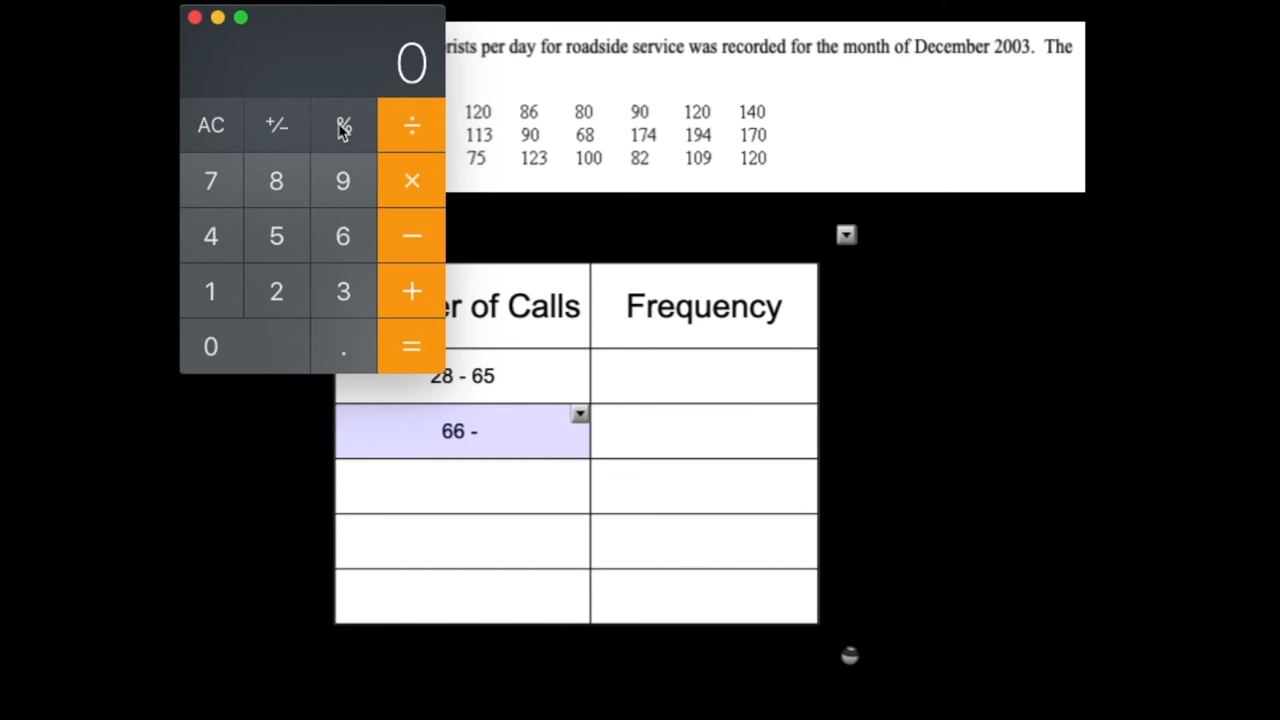 0
rists per day for roadside service was recorded for the month of December 2003. The
AC +/− % ÷
120 86 80 90 120 140
113 90 68 174 194 170
75 123 100 82 109 120
7 8 9 ×
4 5 6 −
1 2 3 +
0 . =
er of Calls Frequency
28 - 65
66 -